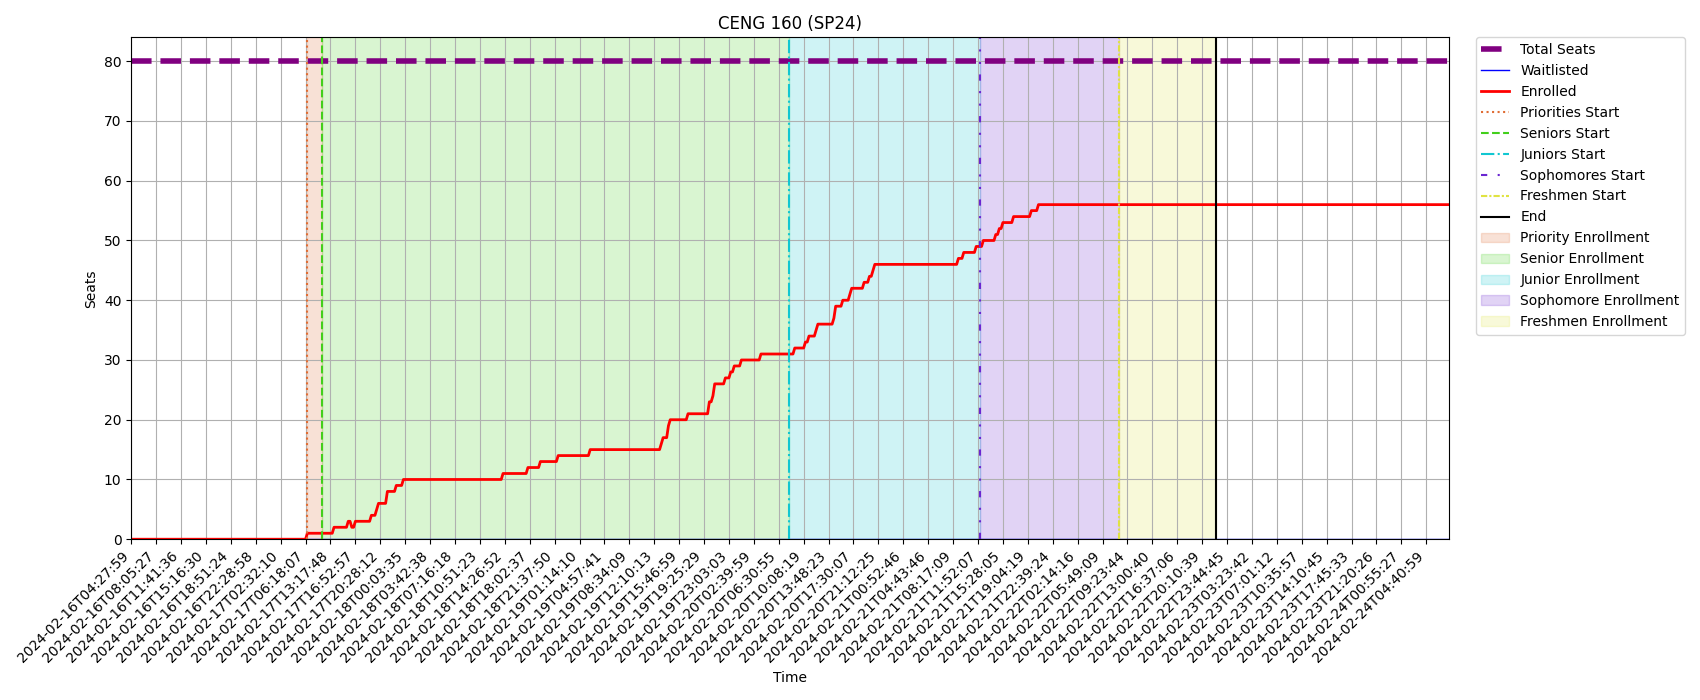 CENG 160 (SP24)
Seats
80
70
60
50
40
30
20
10
0
2024-02-16T04:27:59
2024-02-16T08:05:27
2024-02-16T11:41:36
2024-02-16T15:16:30
2024-02-16T18:51:24
2024-02-16T22:28:58
2024-02-17T02:32:10
2024-02-17T06:18:07
2024-02-17T13:17:48
2024-02-17T16:52:57
2024-02-17T20:28:12
2024-02-18T00:03:35
2024-02-18T03:42:38
2024-02-18T07:16:18
2024-02-18T10:51:23
2024-02-18T14:26:52
2024-02-18T18:02:37
2024-02-18T21:37:50
2024-02-19T01:14:10
2024-02-19T04:57:41
2024-02-19T08:34:09
2024-02-19T12:10:13
2024-02-19T15:46:59
2024-02-19T19:25:29
2024-02-19T23:03:03
2024-02-20T02:39:59
2024-02-20T06:30:55
2024-02-20T10:08:19
2024-02-20T13:48:23
2024-02-20T17:30:07
2024-02-20T21:12:25
2024-02-21T00:52:46
2024-02-21T04:43:46
2024-02-21T08:17:09
2024-02-21T11:52:07
2024-02-21T15:28:05
2024-02-21T19:04:19
2024-02-21T22:39:24
2024-02-22T02:14:16
2024-02-22T05:49:09
2024-02-22T09:23:44
2024-02-22T13:00:40
2024-02-22T16:37:06
2024-02-22T20:10:39
2024-02-22T23:44:45
2024-02-23T03:23:42
2024-02-23T07:01:12
2024-02-23T10:35:57
2024-02-23T14:10:45
2024-02-23T17:45:33
2024-02-23T21:20:26
2024-02-24T00:55:27
2024-02-24T04:40:59
Time
Total Seats
Waitlisted
Enrolled
Priorities Start
Seniors Start
Juniors Start
Sophomores Start
Freshmen Start
End
Priority Enrollment
Senior Enrollment
Junior Enrollment
Sophomore Enrollment
Freshmen Enrollment